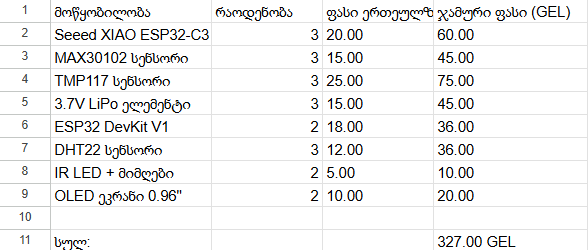 1 მოწყობილობა რაოდენობა ფასი ერთეულზ ჯამური ფასი (GEL)
2 Seeed XIAO ESP32-C3 3 20.00 60.00
3 MAX30102 სენსორი 3 15.00 45.00
4 TMP117 სენსორი 3 25.00 75.00
5 3.7V LiPo ელემენტი 3 15.00 45.00
6 ESP32 DevKit V1 2 18.00 36.00
7 DHT22 სენსორი 3 12.00 36.00
8 IR LED + მიმღები 2 5.00 10.00
9 OLED ეკრანი 0.96" 2 10.00 20.00
10
11 სულ: 327.00 GEL